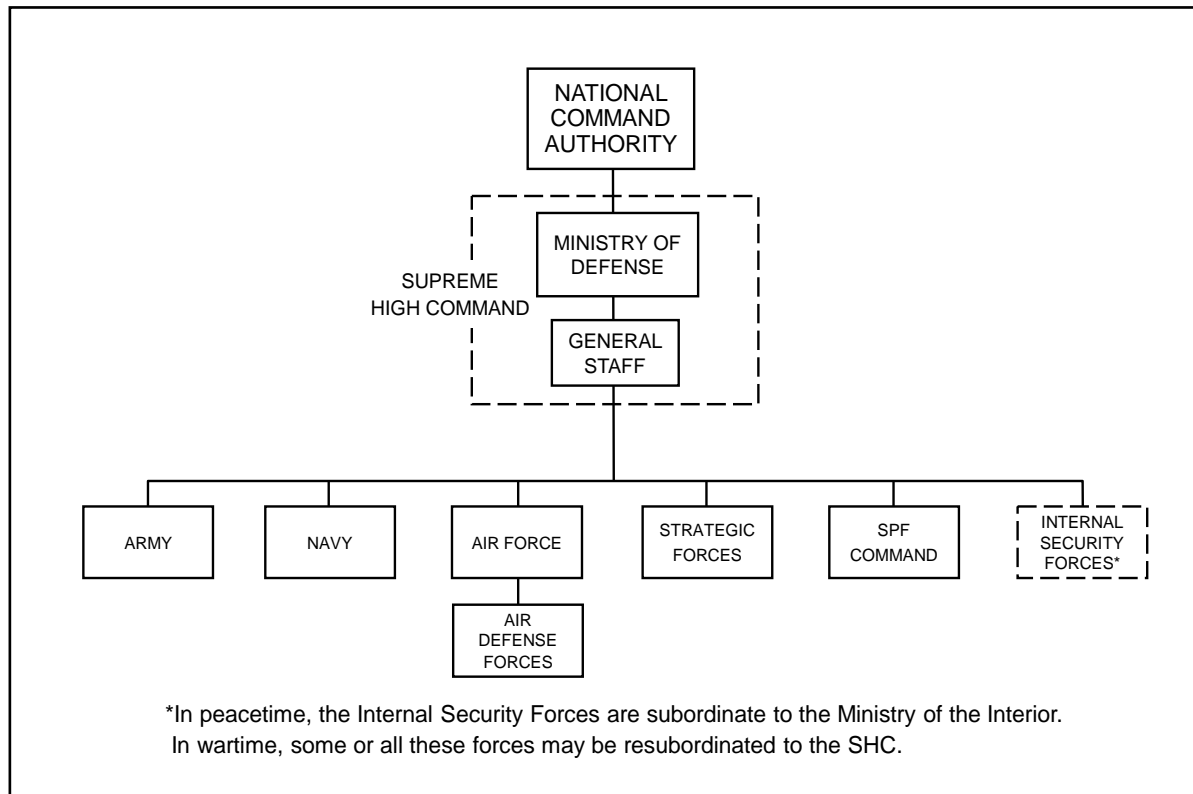 NATIONAL
COMMAND
AUTHORITY
MINISTRY OF
DEFENSE
SUPREME
HIGH COMMAND
GENERAL
STAFF
ARMY
NAVY
AIR FORCE
STRATEGIC
FORCES
SPF
COMMAND
INTERNAL
SECURITY
FORCES*
AIR
DEFENSE
FORCES
*In peacetime, the Internal Security Forces are subordinate to the Ministry of the Interior.
In wartime, some or all these forces may be resubordinated to the SHC.